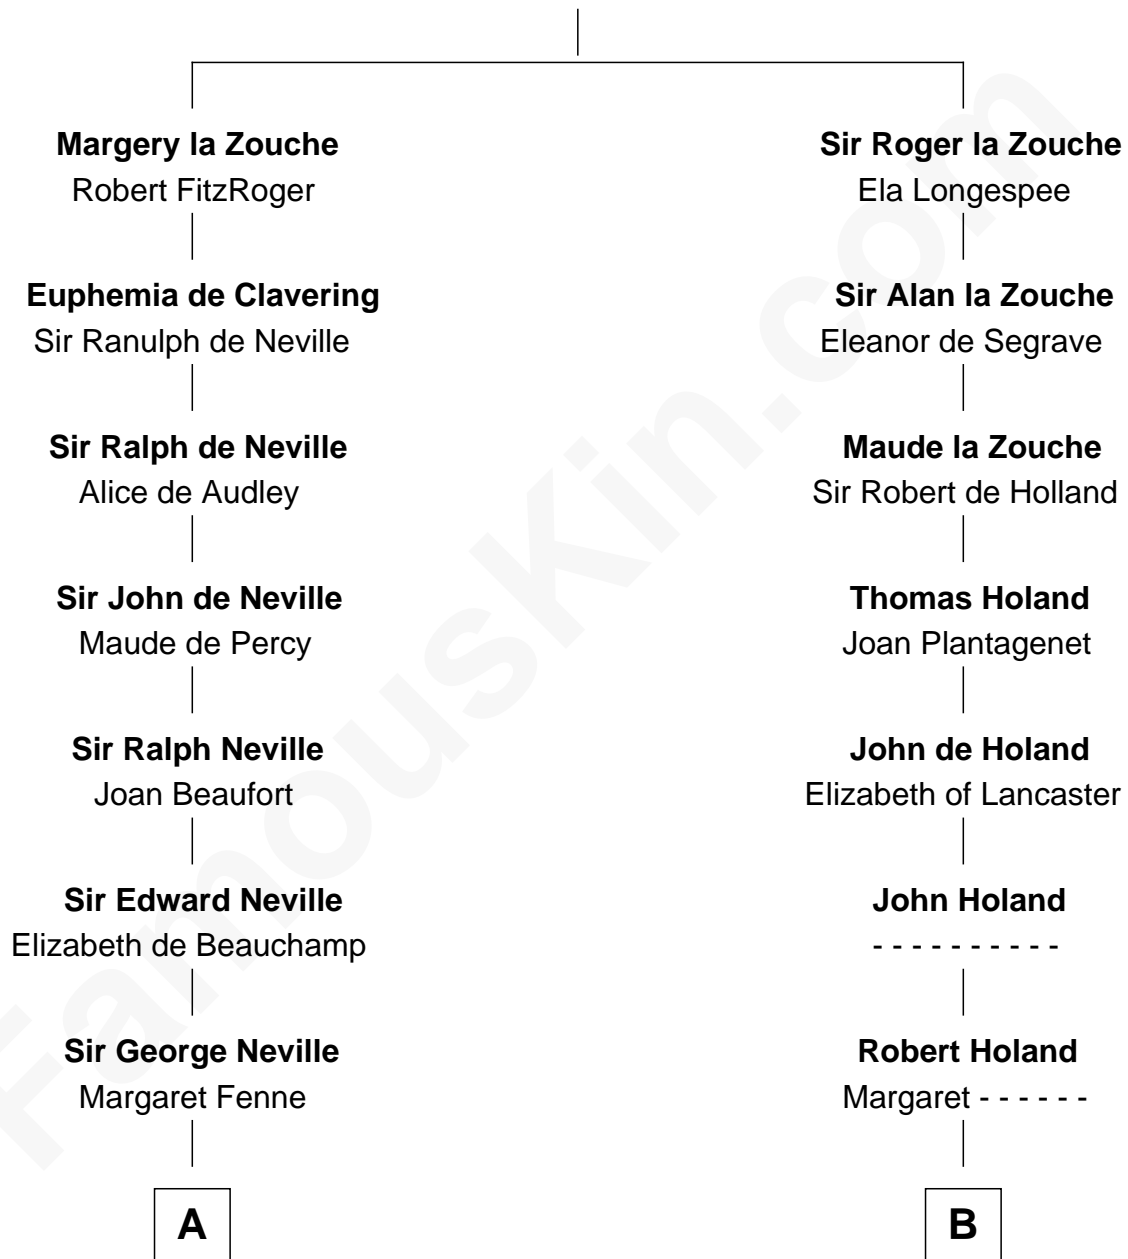 Margery la Zouche
Robert FitzRoger
Euphemia de Clavering
Sir Ranulph de Neville
Sir Ralph de Neville
Alice de Audley
Sir John de Neville
Maude de Percy
Sir Ralph Neville
Joan Beaufort
Sir Edward Neville
Elizabeth de Beauchamp
Sir George Neville
Margaret Fenne
A
Sir Roger la Zouche
Ela Longespee
Sir Alan la Zouche
Eleanor de Segrave
Maude la Zouche
Sir Robert de Holland
Thomas Holand
Joan Plantagenet
John de Holand
Elizabeth of Lancaster
John Holand
- - - - - - - - - -
Robert Holand
Margaret - - - - - -
B
FamousKin.com